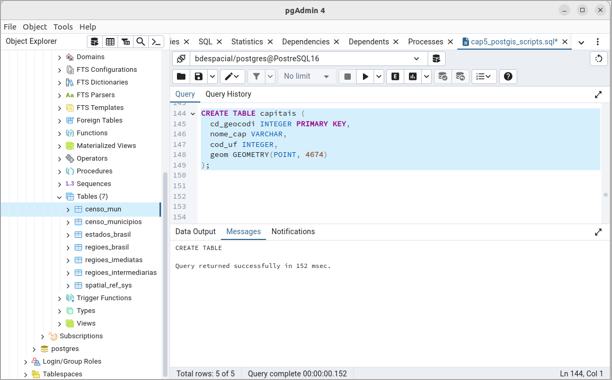 pgAdmin 4
File Object Tools Help
Object Explorer
ies SQL Statistics Dependencies Dependents Processes cap5_postgis_scripts.sql*
bdespacial/postgres@PostreSQL16
No limit
Query Query History
Domains
FTS Configurations
FTS Dictionaries
FTS Parsers
FTS Templates
Foreign Tables
Functions
Materialized Views
Operators
Procedures
Sequences
Tables (7)
censo_mun
censo_municipios
estados_brasil
regioes_brasil
regioes_imediatas
regioes_intermediarias
spatial_ref_sys
Trigger Functions
Types
Views
Subscriptions
postgres
Login/Group Roles
Tablespaces
143
144 CREATE TABLE capitais (
145 cd_geocodi INTEGER PRIMARY KEY,
146 nome_cap VARCHAR,
147 cod_uf INTEGER,
148 geom GEOMETRY(POINT, 4674)
149 );
150
151
152
153
154
Data Output Messages Notifications
CREATE TABLE
Query returned successfully in 152 msec.
Total rows: 5 of 5 Query complete 00:00:00.152 Ln 144, Col 1